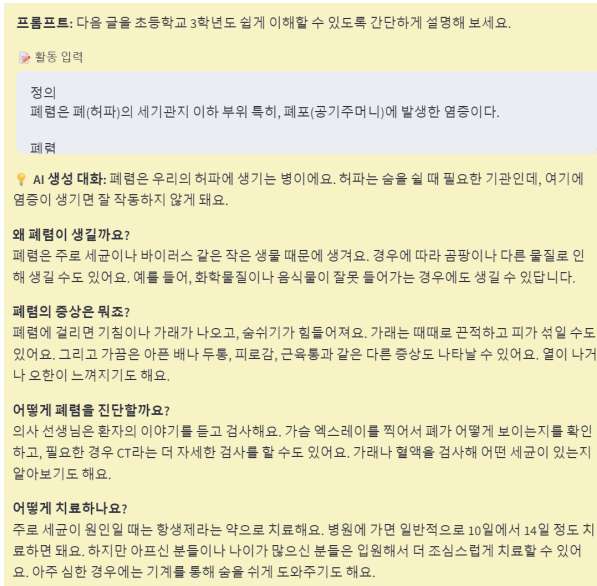 프롬프트: 다음 글을 초등학교 3학년도 쉽게 이해할 수 있도록 간단하게 설명해 보세요.
📝 활동 입력
정의
폐렴은 폐(허파)의 세기관지 이하 부위 특히, 폐포(공기주머니)에 발생한 염증이다.
폐렴
💡 AI 생성 대화: 폐렴은 우리의 허파에 생기는 병이에요. 허파는 숨을 쉴 때 필요한 기관인데, 여기에
염증이 생기면 잘 작동하지 않게 돼요.
왜 폐렴이 생길까요?
폐렴은 주로 세균이나 바이러스 같은 작은 생물 때문에 생겨요. 경우에 따라 곰팡이나 다른 물질로 인
해 생길 수도 있어요. 예를 들어, 화학물질이나 음식물이 잘못 들어가는 경우에도 생길 수 있답니다.
폐렴의 증상은 뭐죠?
폐렴에 걸리면 기침이나 가래가 나오고, 숨쉬기가 힘들어져요. 가래는 때때로 끈적하고 피가 섞일 수도
있어요. 그리고 가끔은 아픈 배나 두통, 피로감, 근육통과 같은 다른 증상도 나타날 수 있어요. 열이 나거
나 오한이 느껴지기도 해요.
어떻게 폐렴을 진단할까요?
의사 선생님은 환자의 이야기를 듣고 검사해요. 가슴 엑스레이를 찍어서 폐가 어떻게 보이는지를 확인
하고, 필요한 경우 CT라는 더 자세한 검사를 할 수도 있어요. 가래나 혈액을 검사해 어떤 세균이 있는지
알아보기도 해요.
어떻게 치료하나요?
주로 세균이 원인일 때는 항생제라는 약으로 치료해요. 병원에 가면 일반적으로 10일에서 14일 정도 치
료하면 돼요. 하지만 아프신 분들이나 나이가 많으신 분들은 입원해서 더 조심스럽게 치료할 수 있어
요. 아주 심한 경우에는 기계를 통해 숨을 쉬게 도와주기도 해요.